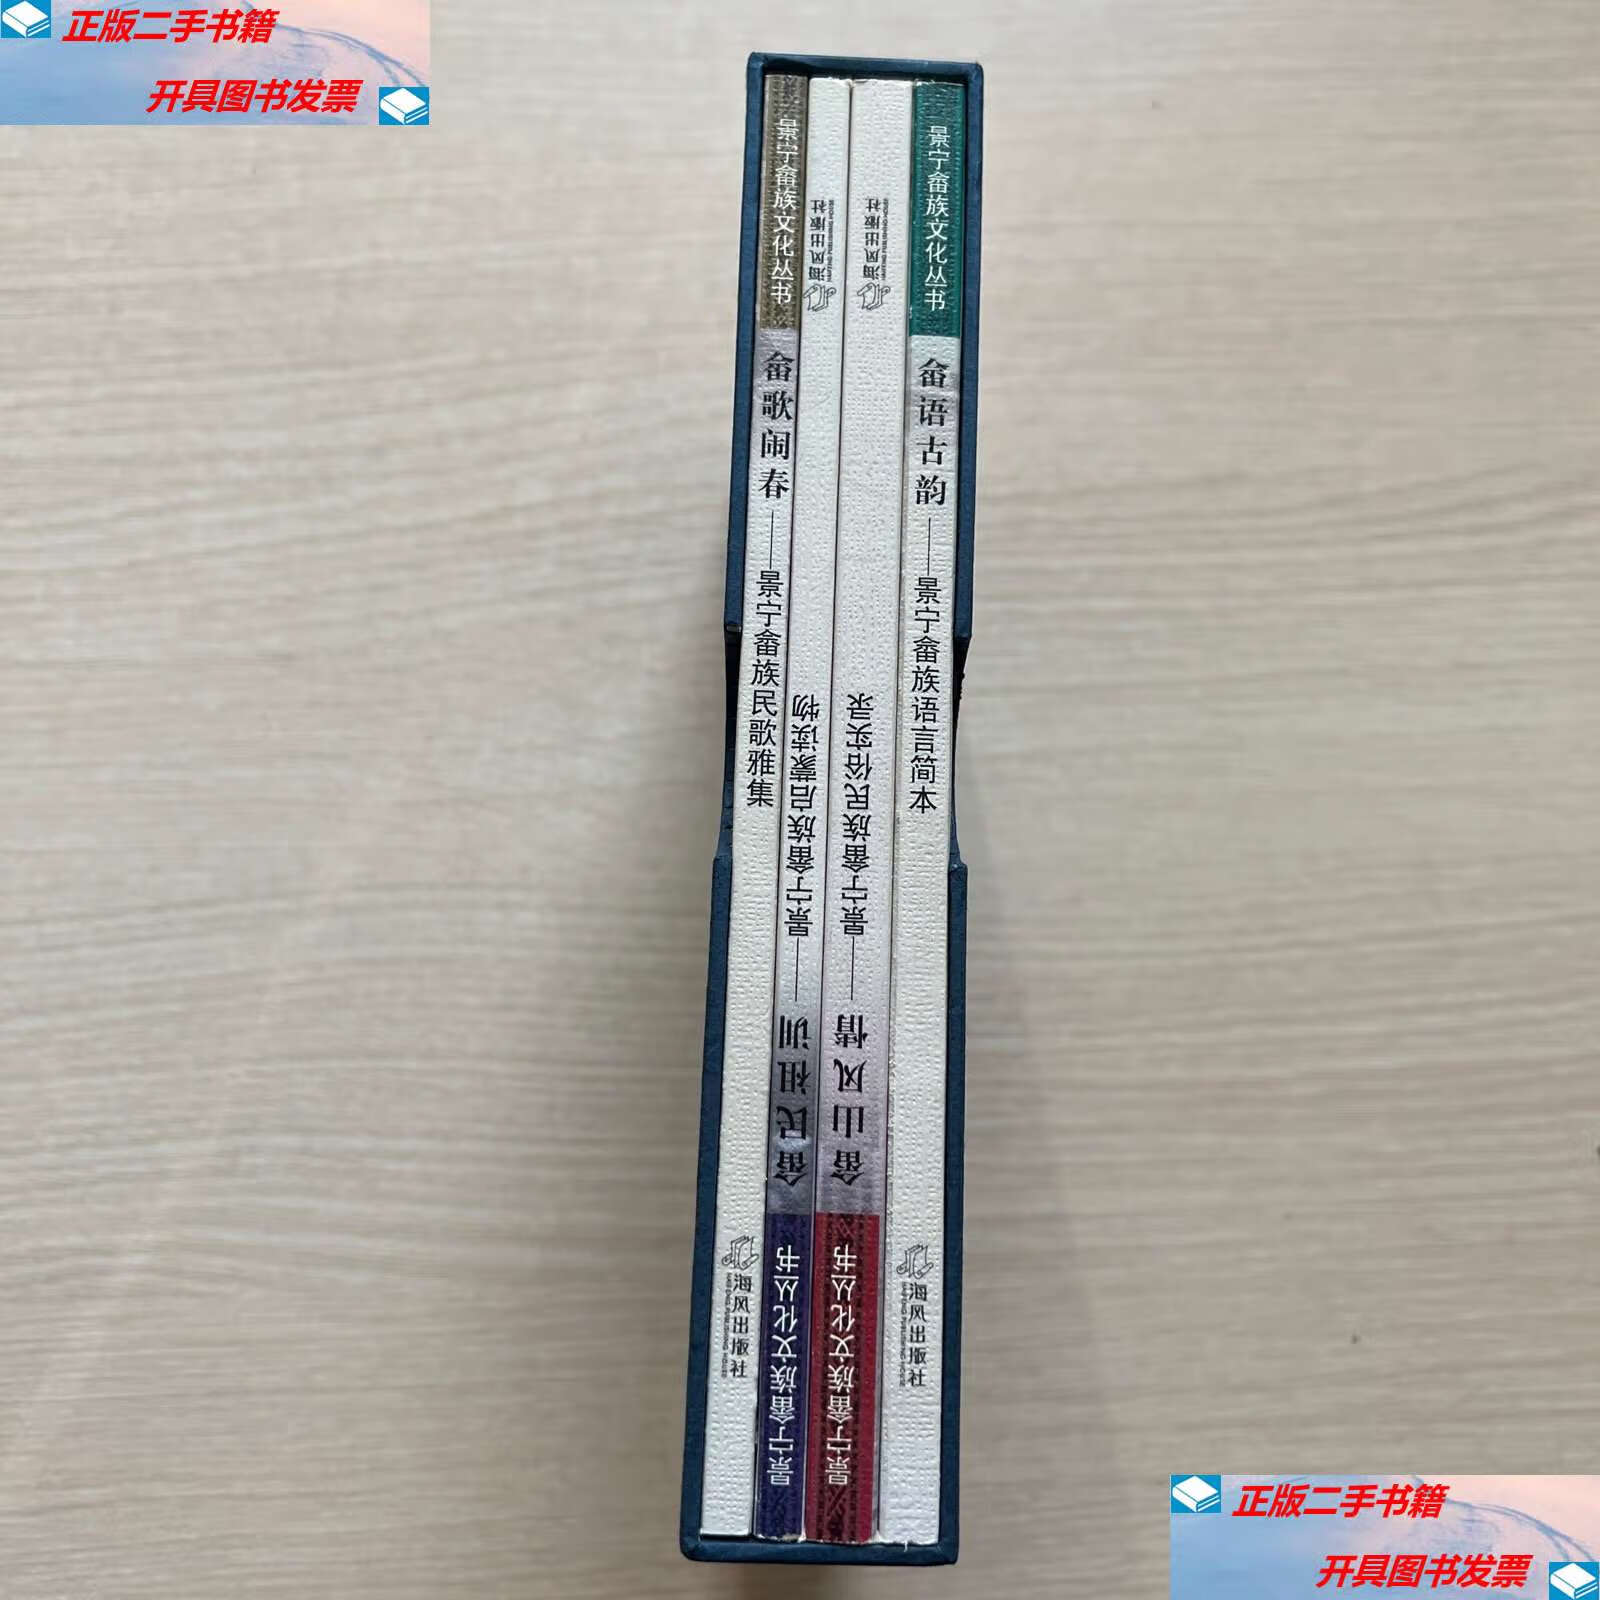 正版二手书籍
开具图书发票
景宁畲族文化丛书
畲歌闹春——景宁畲族民歌雅集
海风出版社
景宁畲族文化丛书
畲民祖训——景宁畲族启蒙读物
海风出版社
景宁畲族文化丛书
畲山风情——景宁畲族民俗实录
海风出版社
景宁畲族文化丛书
畲语古韵——景宁畲族语言简本
海风出版社
正版二手书籍
开具图书发票